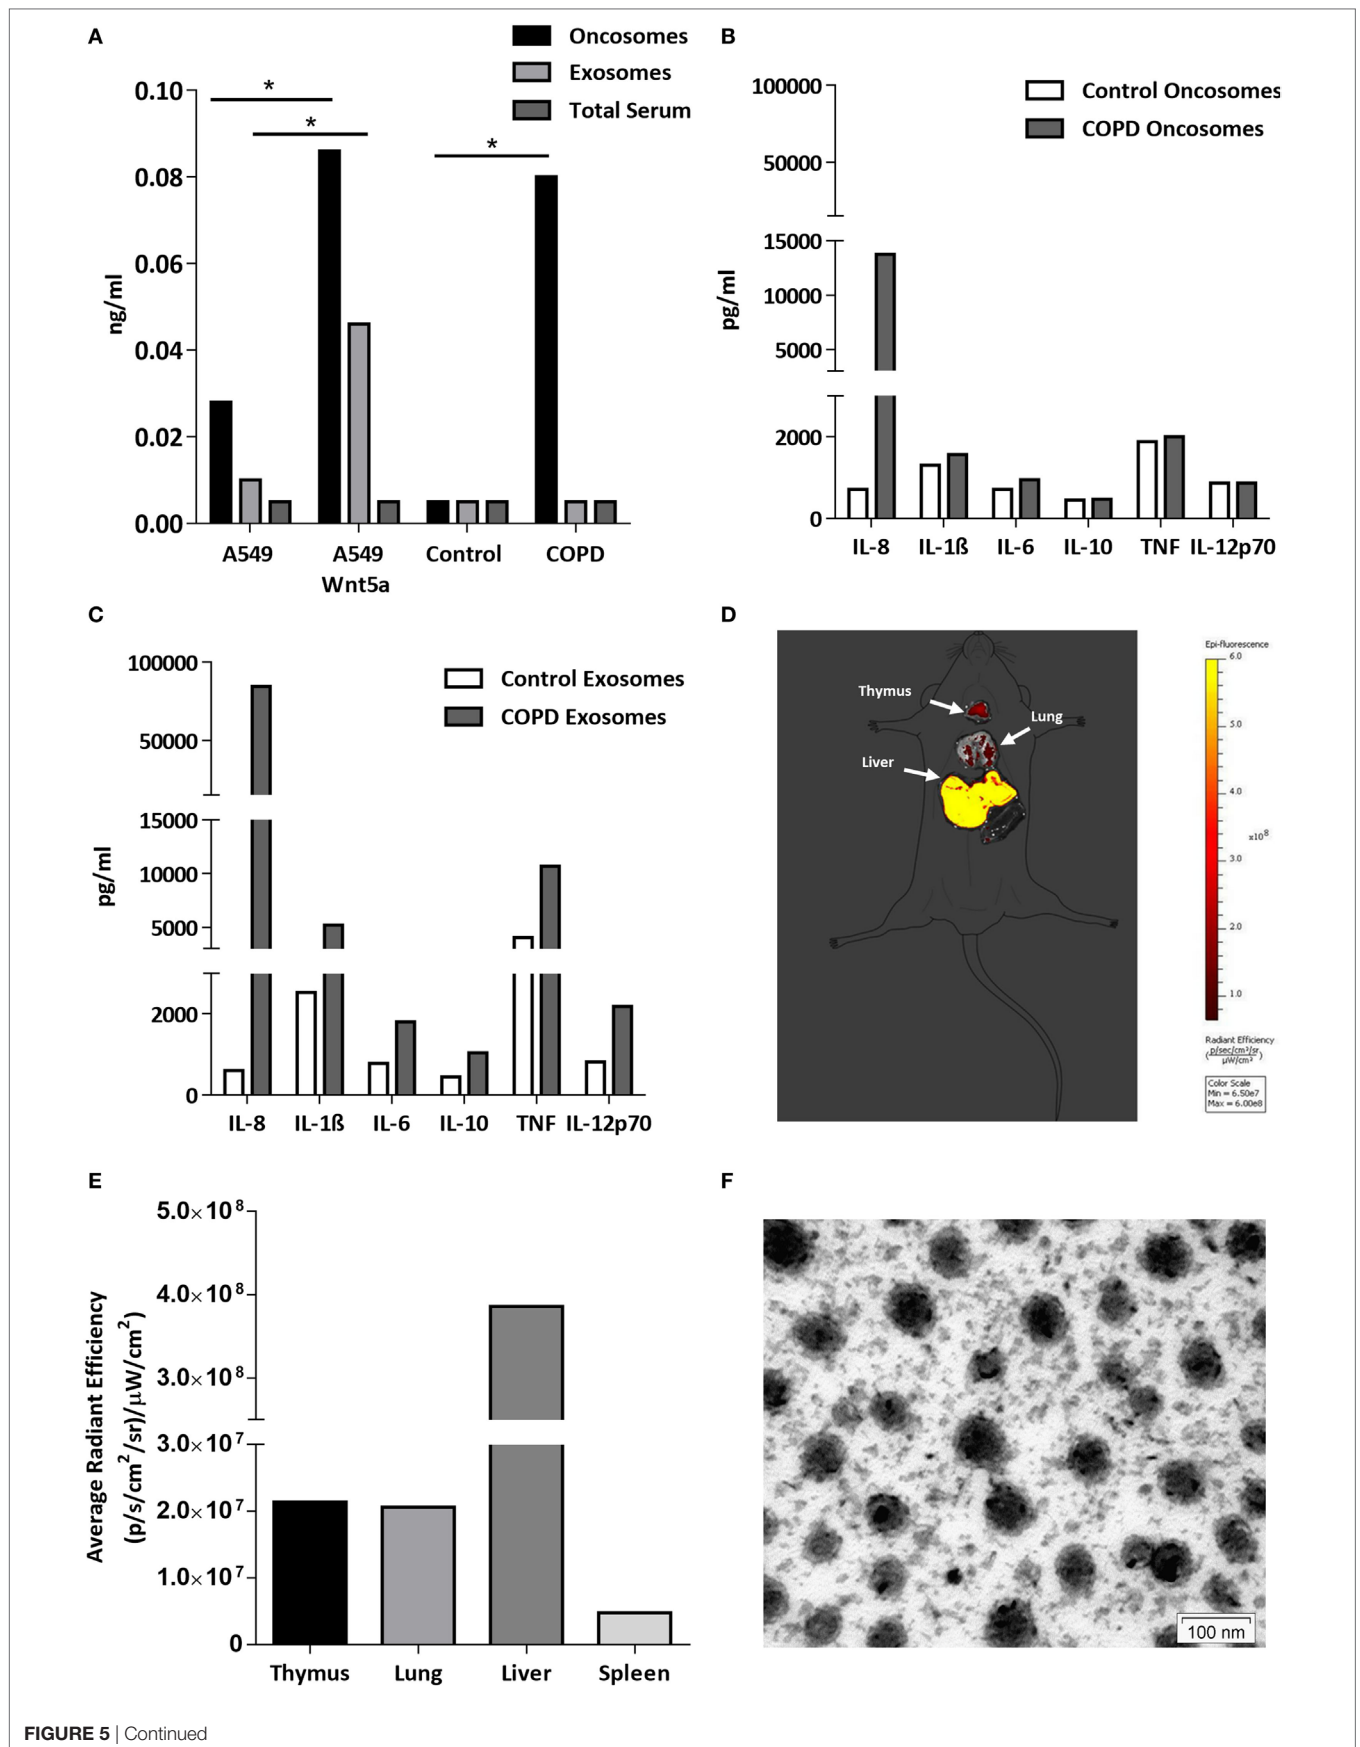 A
Oncosomes
Exosomes
Total Serum
0.10
0.08
0.06
0.04
0.02
0.00
ng/ml
*
*
*
A549
A549
Wnt5a
Control
COPD
B
Control Oncosomes
COPD Oncosomes
100000
50000
15000
10000
5000
2000
0
pg/ml
IL-8
IL-1ß
IL-6
IL-10
TNF
IL-12p70
C
Control Exosomes
COPD Exosomes
100000
50000
15000
10000
5000
2000
0
pg/ml
IL-8
IL-1ß
IL-6
IL-10
TNF
IL-12p70
D
Thymus
Lung
Liver
Epi-fluorescence
6.0
5.0
4.0
x10⁸
3.0
2.0
1.0
Radiant Efficiency
(p/sec/cm²/sr
µW/cm²)
Color Scale
Min = 6.50e7
Max = 6.00e8
E
5.0×10⁸
4.0×10⁸
3.0×10⁸
3.0×10⁷
2.0×10⁷
1.0×10⁷
0
Average Radiant Efficiency
(p/s/cm²/sr)/µW/cm²)
Thymus
Lung
Liver
Spleen
F
100 nm
FIGURE 5 | Continued